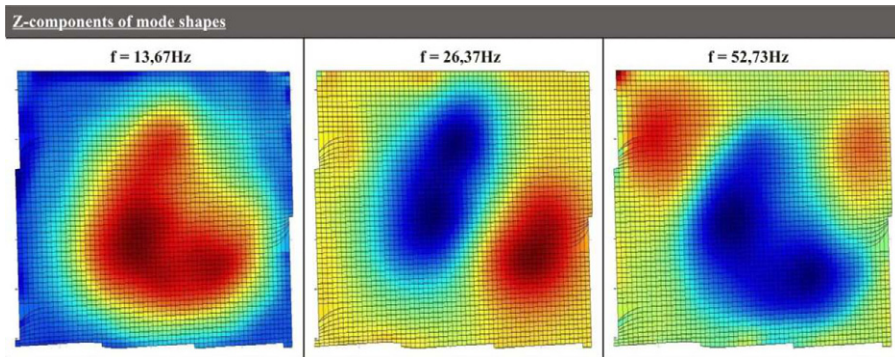 Z-components of mode shapes
f = 13,67Hz
f = 26,37Hz
f = 52,73Hz